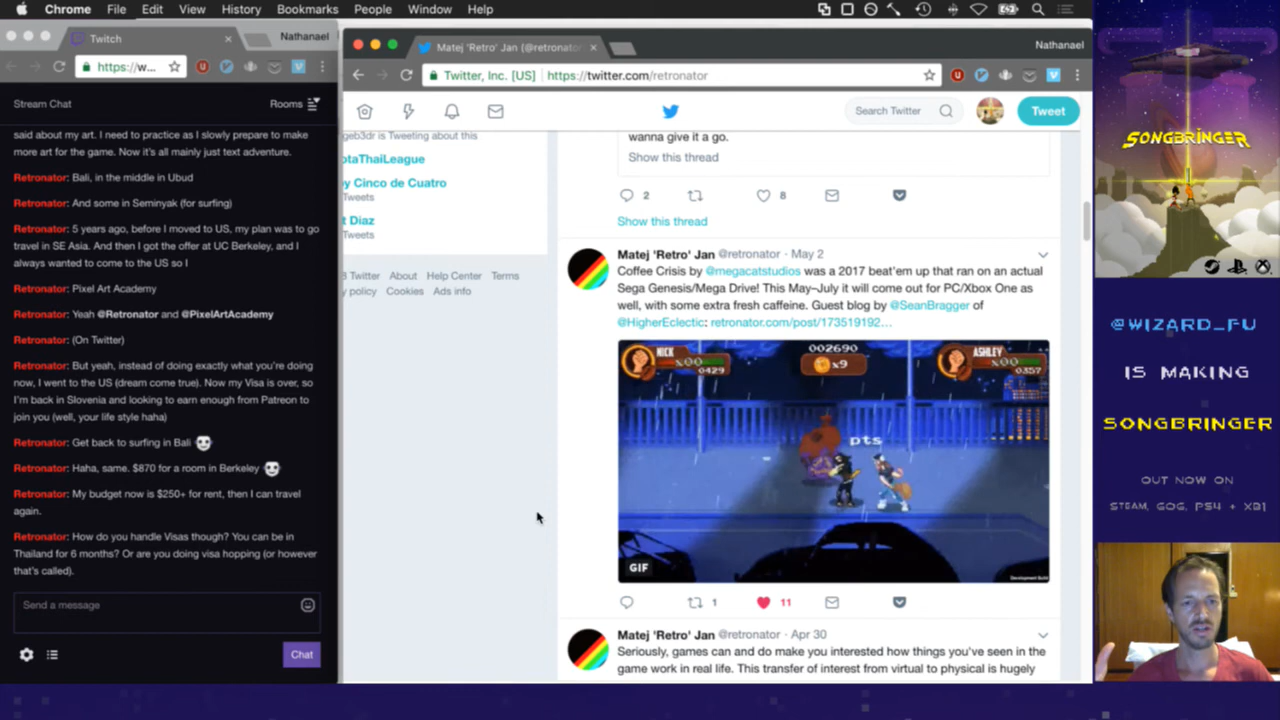 Chrome File Edit View History Bookmarks People Window Help
Twitch
Nathanael
https://w...
Stream Chat
Rooms
said about my art. I need to practice as I slowly prepare to make
more art for the game. Now it's all mainly just text adventure.
Retronator: Bali, in the middle in Ubud
Retronator: And some in Seminyak (for surfing)
Retronator: 5 years ago, before I moved to US, my plan was to go
travel in SE Asia. And then I got the offer at UC Berkeley, and I
always wanted to come to the US so I
Retronator: Pixel Art Academy
Retronator: Yeah @Retronator and @PixelArtAcademy
Retronator: (On Twitter)
Retronator: But yeah, instead of doing exactly what you're doing
now, I went to the US (dream come true). Now my Visa is over, so
I'm back in Slovenia and looking to earn enough from Patreon to
join you (well, your life style haha)
Retronator: Get back to surfing in Bali
Retronator: Haha, same. $870 for a room in Berkeley
Retronator: My budget now is $250+ for rent, then I can travel
again.
Retronator: How do you handle Visas though? You can be in
Thailand for 6 months? Or are you doing visa hopping (or however
that's called).
Send a message
Chat
Matej 'Retro' Jan (@retronator
Nathanael
Twitter, Inc. [US]
https://twitter.com/retronator
Search Twitter
Tweet
geb3dr is Tweeting about this
otaThaiLeague
y Cinco de Cuatro
Tweets
t Diaz
Tweets
8 Twitter About Help Center Terms
y policy Cookies Ads info
wanna give it a go.
Show this thread
2
8
Show this thread
Matej 'Retro' Jan @retronator · May 2
Coffee Crisis by @megacatstudios was a 2017 beat'em up that ran on an actual
Sega Genesis/Mega Drive! This May–July it will come out for PC/Xbox One as
well, with some extra fresh caffeine. Guest blog by @SeanBragger of
@HigherEclectic: retronator.com/post/173519192…
NICK
x00
0429
002690
x9
ASHLEY
x00
0357
pts
GIF
Development Build
1
11
Matej 'Retro' Jan @retronator · Apr 30
Seriously, games can and do make you interested how things you've seen in the
game work in real life. This transfer of interest from virtual to physical is hugely
SONGBRINGER
@WIZARD_FU
IS MAKING
SONGBRINGER
OUT NOW ON
STEAM, GOG, PS4 + XB1